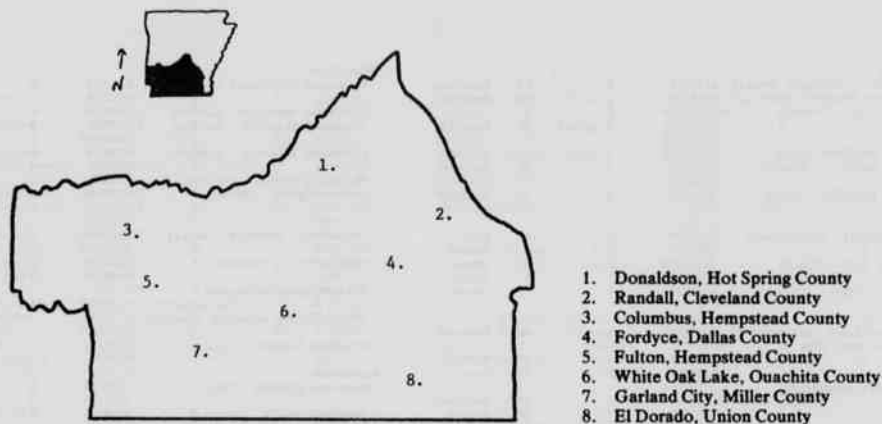 N
1.
2.
3.
4.
5.
6.
7.
8.
1. Donaldson, Hot Spring County
2. Randall, Cleveland County
3. Columbus, Hempstead County
4. Fordyce, Dallas County
5. Fulton, Hempstead County
6. White Oak Lake, Ouachita County
7. Garland City, Miller County
8. El Dorado, Union County